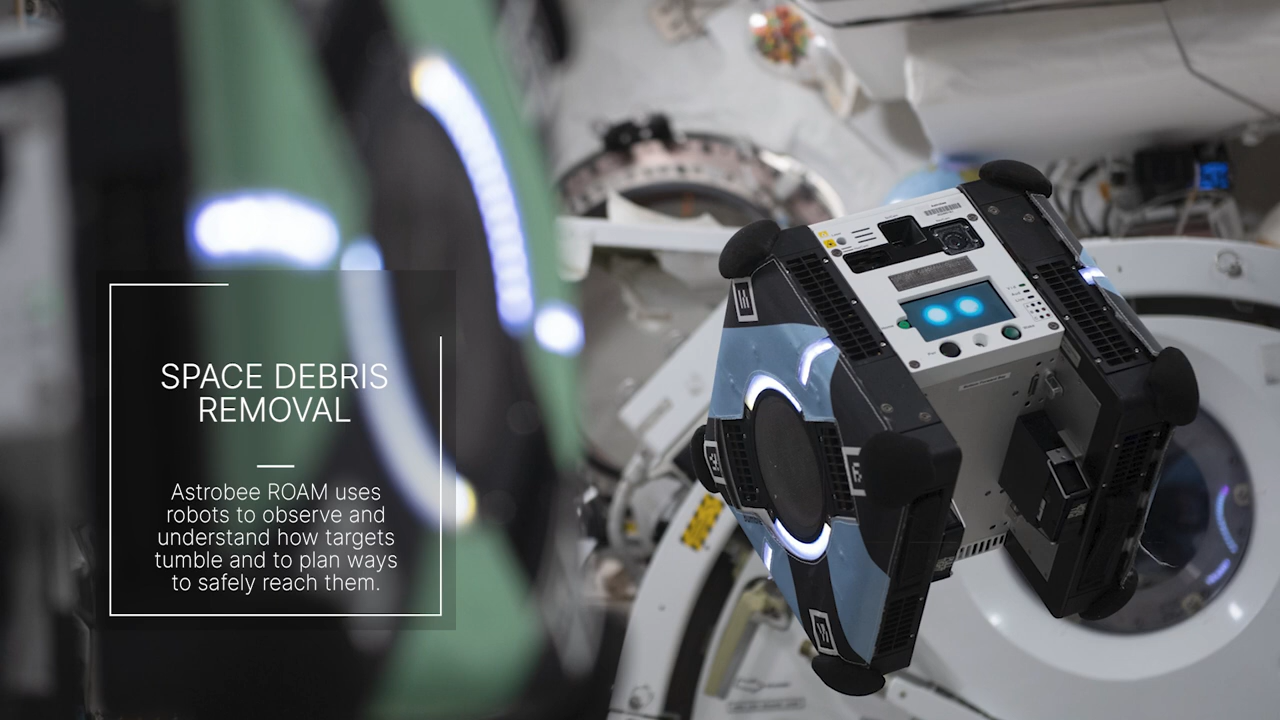 SPACE DEBRIS
REMOVAL
Astrobee ROAM uses
robots to observe and
understand how targets
tumble and to plan ways
to safely reach them.